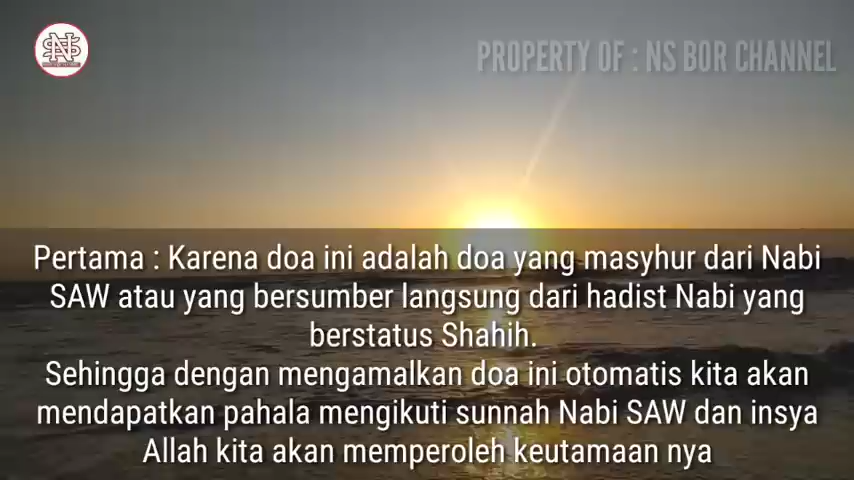 PROPERTY OF : NS BOR CHANNEL
Pertama : Karena doa ini adalah doa yang masyhur dari Nabi
SAW atau yang bersumber langsung dari hadist Nabi yang
berstatus Shahih.
Sehingga dengan mengamalkan doa ini otomatis kita akan
mendapatkan pahala mengikuti sunnah Nabi SAW dan insya
Allah kita akan memperoleh keutamaan nya